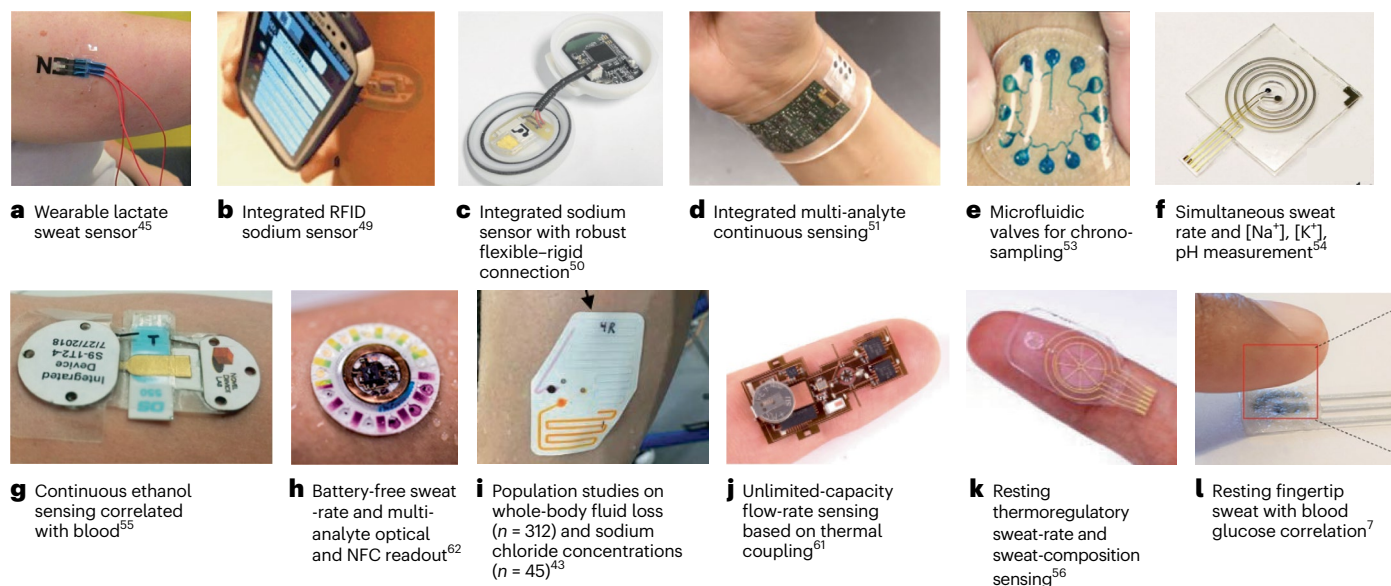 N
4R
Integrated
Device
S9-1T2-4
7/27/2018
a Wearable lactate
sweat sensor45
b Integrated RFID
sodium sensor49
c Integrated sodium
sensor with robust
flexible–rigid
connection50
d Integrated multi-analyte
continuous sensing51
e Microfluidic
valves for chrono-
sampling53
f Simultaneous sweat
rate and [Na+], [K+],
pH measurement54
g Continuous ethanol
sensing correlated
with blood55
h Battery-free sweat
-rate and multi-
analyte optical
and NFC readout62
i Population studies on
whole-body fluid loss
(n = 312) and sodium
chloride concentrations
(n = 45)43
j Unlimited-capacity
flow-rate sensing
based on thermal
coupling61
k Resting
thermoregulatory
sweat-rate and
sweat-composition
sensing56
l Resting fingertip
sweat with blood
glucose correlation7